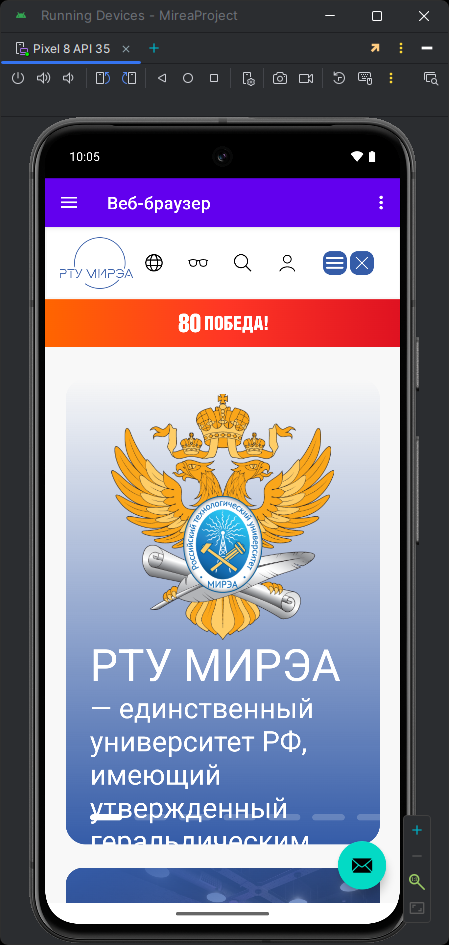 Running Devices - MireaProject
Pixel 8 API 35
10:05
Веб-браузер
РТУ МИРЭА
80 ПОБЕДА!
Российский технологический университет
• МИРЭА •
РТУ МИРЭА
— единственный
университет РФ,
имеющий
утвержденный
геральдическим